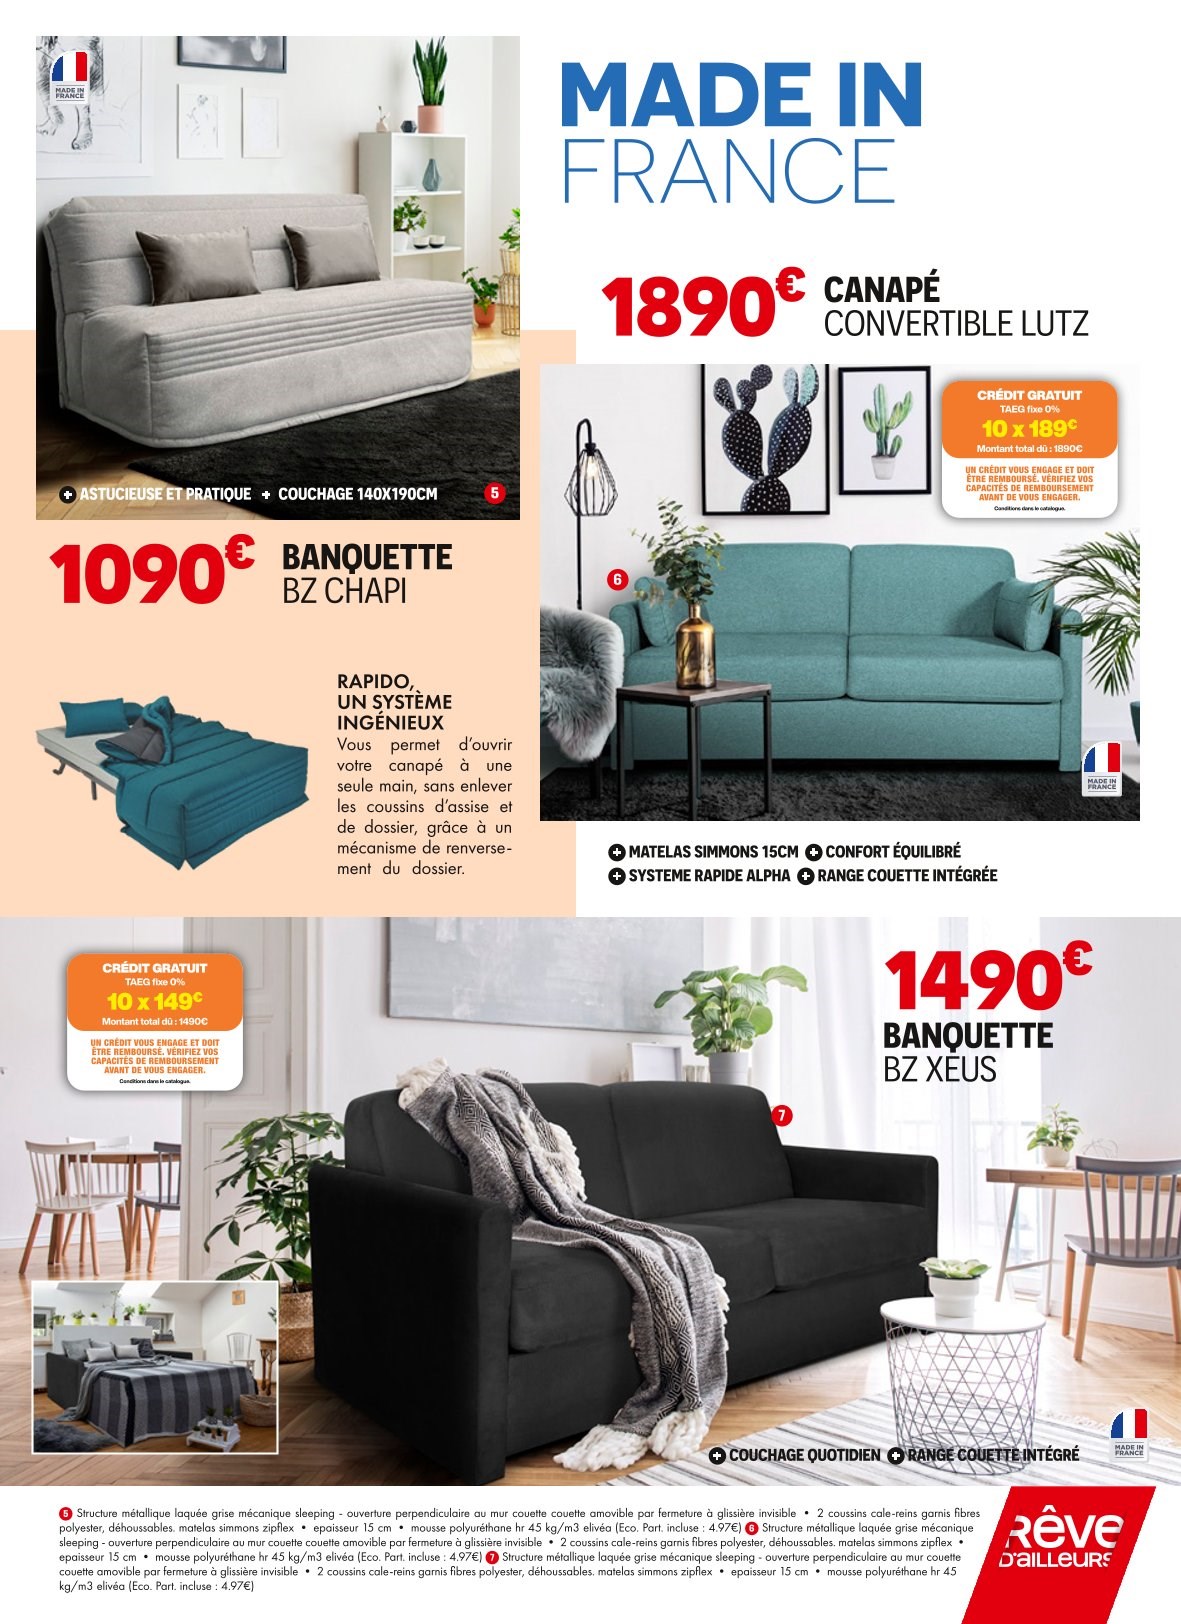 MADE IN
FRANCE
MADE IN
FRANCE
1890€ CANAPÉ
CONVERTIBLE LUTZ
CRÉDIT GRATUIT
TAEG fixe 0%
10 x 189€
Montant total dû : 1890€
UN CRÉDIT VOUS ENGAGE ET DOIT
ÊTRE REMBOURSÉ. VÉRIFIEZ VOS
CAPACITÉS DE REMBOURSEMENT
AVANT DE VOUS ENGAGER.
Conditions dans le catalogue.
+ ASTUCIEUSE ET PRATIQUE + COUCHAGE 140X190CM
5
1090€ BANQUETTE
BZ CHAPI
6
RAPIDO,
UN SYSTÈME
INGÉNIEUX
Vous permet d'ouvrir
votre canapé à une
seule main, sans enlever
les coussins d'assise et
de dossier, grâce à un
mécanisme de renverse-
ment du dossier.
MADE IN
FRANCE
+ MATELAS SIMMONS 15CM + CONFORT ÉQUILIBRÉ
+ SYSTEME RAPIDE ALPHA + RANGE COUETTE INTÉGRÉE
CRÉDIT GRATUIT
TAEG fixe 0%
10 x 149€
Montant total dû : 1490€
UN CRÉDIT VOUS ENGAGE ET DOIT
ÊTRE REMBOURSÉ. VÉRIFIEZ VOS
CAPACITÉS DE REMBOURSEMENT
AVANT DE VOUS ENGAGER.
Conditions dans le catalogue.
1490€
BANQUETTE
BZ XEUS
7
MADE IN
FRANCE
+ COUCHAGE QUOTIDIEN + RANGE COUETTE INTÉGRÉ
5 Structure métallique laquée grise mécanique sleeping - ouverture perpendiculaire au mur couette couette amovible par fermeture à glissière invisible • 2 coussins cale-reins garnis fibres
polyester, déhoussables. matelas simmons zipflex • epaisseur 15 cm • mousse polyuréthane hr 45 kg/m3 elivéa (Eco. Part. incluse : 4.97€) 6 Structure métallique laquée grise mécanique
sleeping - ouverture perpendiculaire au mur couette couette amovible par fermeture à glissière invisible • 2 coussins cale-reins garnis fibres polyester, déhoussables. matelas simmons zipflex •
epaisseur 15 cm • mousse polyuréthane hr 45 kg/m3 elivéa (Eco. Part. incluse : 4.97€) 7 Structure métallique laquée grise mécanique sleeping - ouverture perpendiculaire au mur couette
couette amovible par fermeture à glissière invisible • 2 coussins cale-reins garnis fibres polyester, déhoussables. matelas simmons zipflex • epaisseur 15 cm • mousse polyuréthane hr 45
kg/m3 elivéa (Eco. Part. incluse : 4.97€)
RÊVE
D'AILLEURS